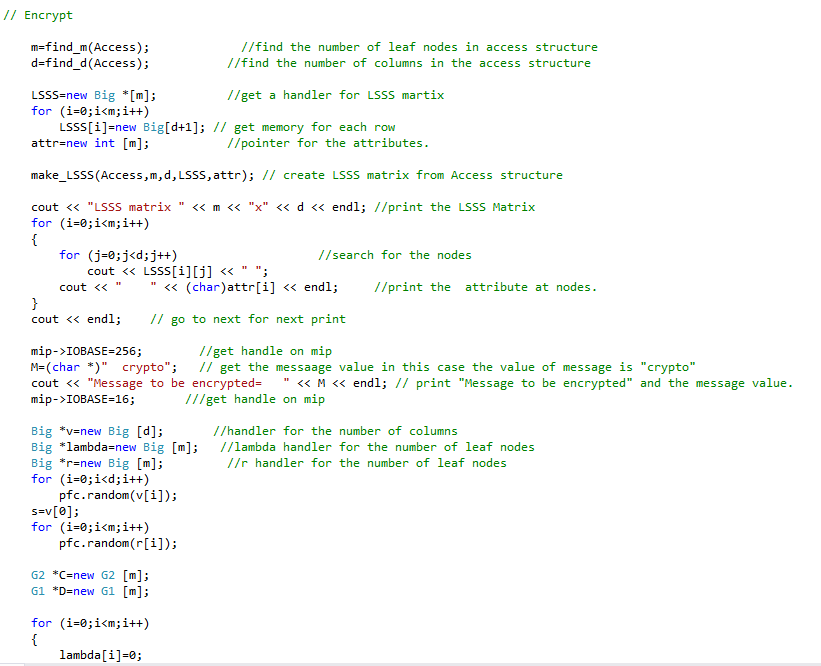 // Encrypt
m=find_m(Access);             //find the number of leaf nodes in access structure
d=find_d(Access);           //find the number of columns in the access structure
LSSS=new Big *[m];          //get a handler for LSSS martix
for (i=0;i<m;i++)
    LSSS[i]=new Big[d+1]; // get memory for each row
attr=new int [m];           //pointer for the attributes.
make_LSSS(Access,m,d,LSSS,attr); // create LSSS matrix from Access structure
cout << "LSSS matrix " << m << "x" << d << endl; //print the LSSS Matrix
for (i=0;i<m;i++)
{
    for (j=0;j<d;j++)                    //search for the nodes
        cout << LSSS[i][j] << " ";
    cout << "    " << (char)attr[i] << endl;     //print the  attribute at nodes.
}
cout << endl;    // go to next for next print
mip->IOBASE=256;        //get handle on mip
M=(char *)"  crypto";   // get the messaage value in this case the value of message is "crypto"
cout << "Message to be encrypted=   " << M << endl; // print "Message to be encrypted" and the message value.
mip->IOBASE=16;       ///get handle on mip
Big *v=new Big [d];       //handler for the number of columns
Big *lambda=new Big [m];   //lambda handler for the number of leaf nodes
Big *r=new Big [m];         //r handler for the number of leaf nodes
for (i=0;i<d;i++)
    pfc.random(v[i]);
s=v[0];
for (i=0;i<m;i++)
    pfc.random(r[i]);
G2 *C=new G2 [m];
G1 *D=new G1 [m];
for (i=0;i<m;i++)
{
    lambda[i]=0;